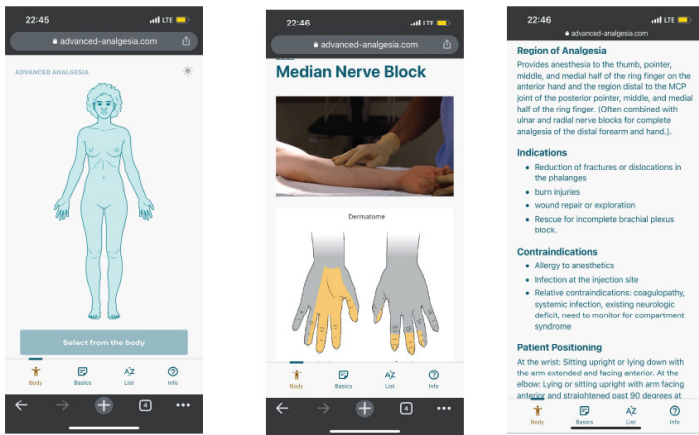 22:45
LTE
advanced-analgesia.com
ADVANCED ANALGESIA
Select from the body
Body
Basics
List
Info
4
22:46
LTE
advanced-analgesia.com
Median Nerve Block
Dermatome
Body
Basics
List
Info
4
22:46
LTE
advanced-analgesia.com
Region of Analgesia
Provides anesthesia to the thumb, pointer,
middle, and medial half of the ring finger on the
anterior hand and the region distal to the MCP
joint of the posterior pointer, middle, and medial
half of the ring finger. (Often combined with
ulnar and radial nerve blocks for complete
analgesia of the distal forearm and hand.).
Indications
• Reduction of fractures or dislocations in
the phalanges
• burn injuries
• wound repair or exploration
• Rescue for incomplete brachial plexus
block.
Contraindications
• Allergy to anesthetics
• Infection at the injection site
• Relative contraindications: coagulopathy,
systemic infection, existing neurologic
deficit, need to monitor for compartment
syndrome
Patient Positioning
At the wrist: Sitting upright or lying down with
the arm extended and facing anterior. At the
elbow: Lying or sitting upright with arm facing
anterior and straightened past 90 degrees at
Body
Basics
List
Info